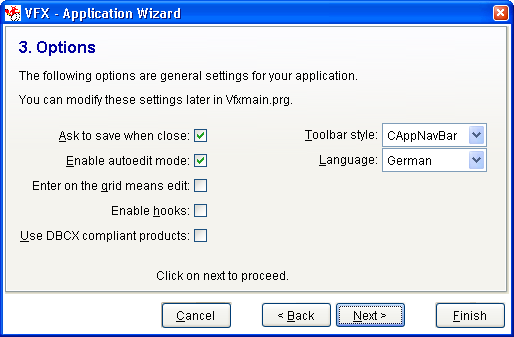 VFX - Application Wizard
3. Options
The following options are general settings for your application.
You can modify these settings later in Vfxmain.prg.
Ask to save when close:
Toolbar style: CAppNavBar
Enable autoedit mode:
Language: German
Enter on the grid means edit:
Enable hooks:
Use DBCX compliant products:
Click on next to proceed.
Cancel < Back Next > Finish